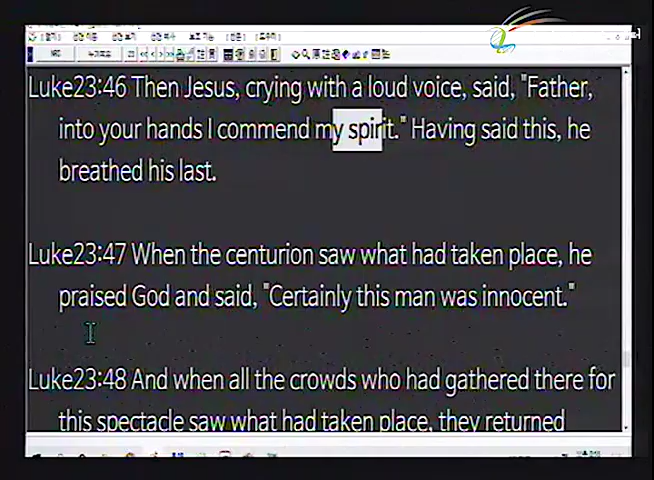 NRS
23
Luke23:46 Then Jesus, crying with a loud voice, said, "Father,
into your hands I commend my spirit." Having said this, he
breathed his last.
Luke23:47 When the centurion saw what had taken place, he
praised God and said, "Certainly this man was innocent."
Luke23:48 And when all the crowds who had gathered there for
this spectacle saw what had taken place, they returned